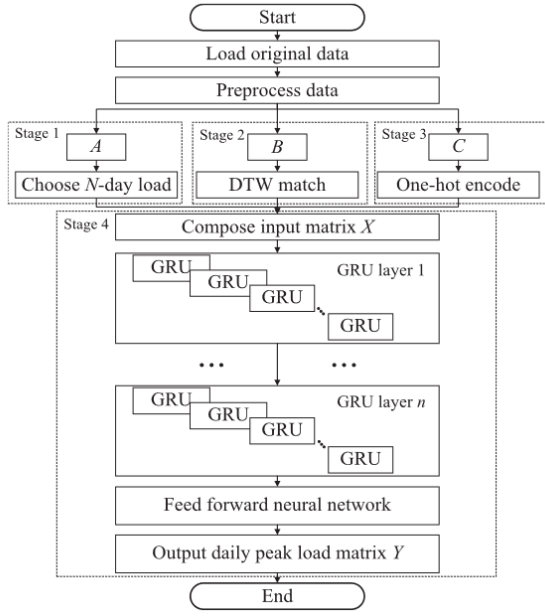 Start
Load original data
Preprocess data
Stage 1
A
Stage 2
B
Stage 3
C
Choose N-day load
DTW match
One-hot encode
Stage 4
Compose input matrix X
GRU layer 1
GRU
GRU
GRU
GRU
... ...
GRU layer n
GRU
GRU
GRU
GRU
Feed forward neural network
Output daily peak load matrix Y
End